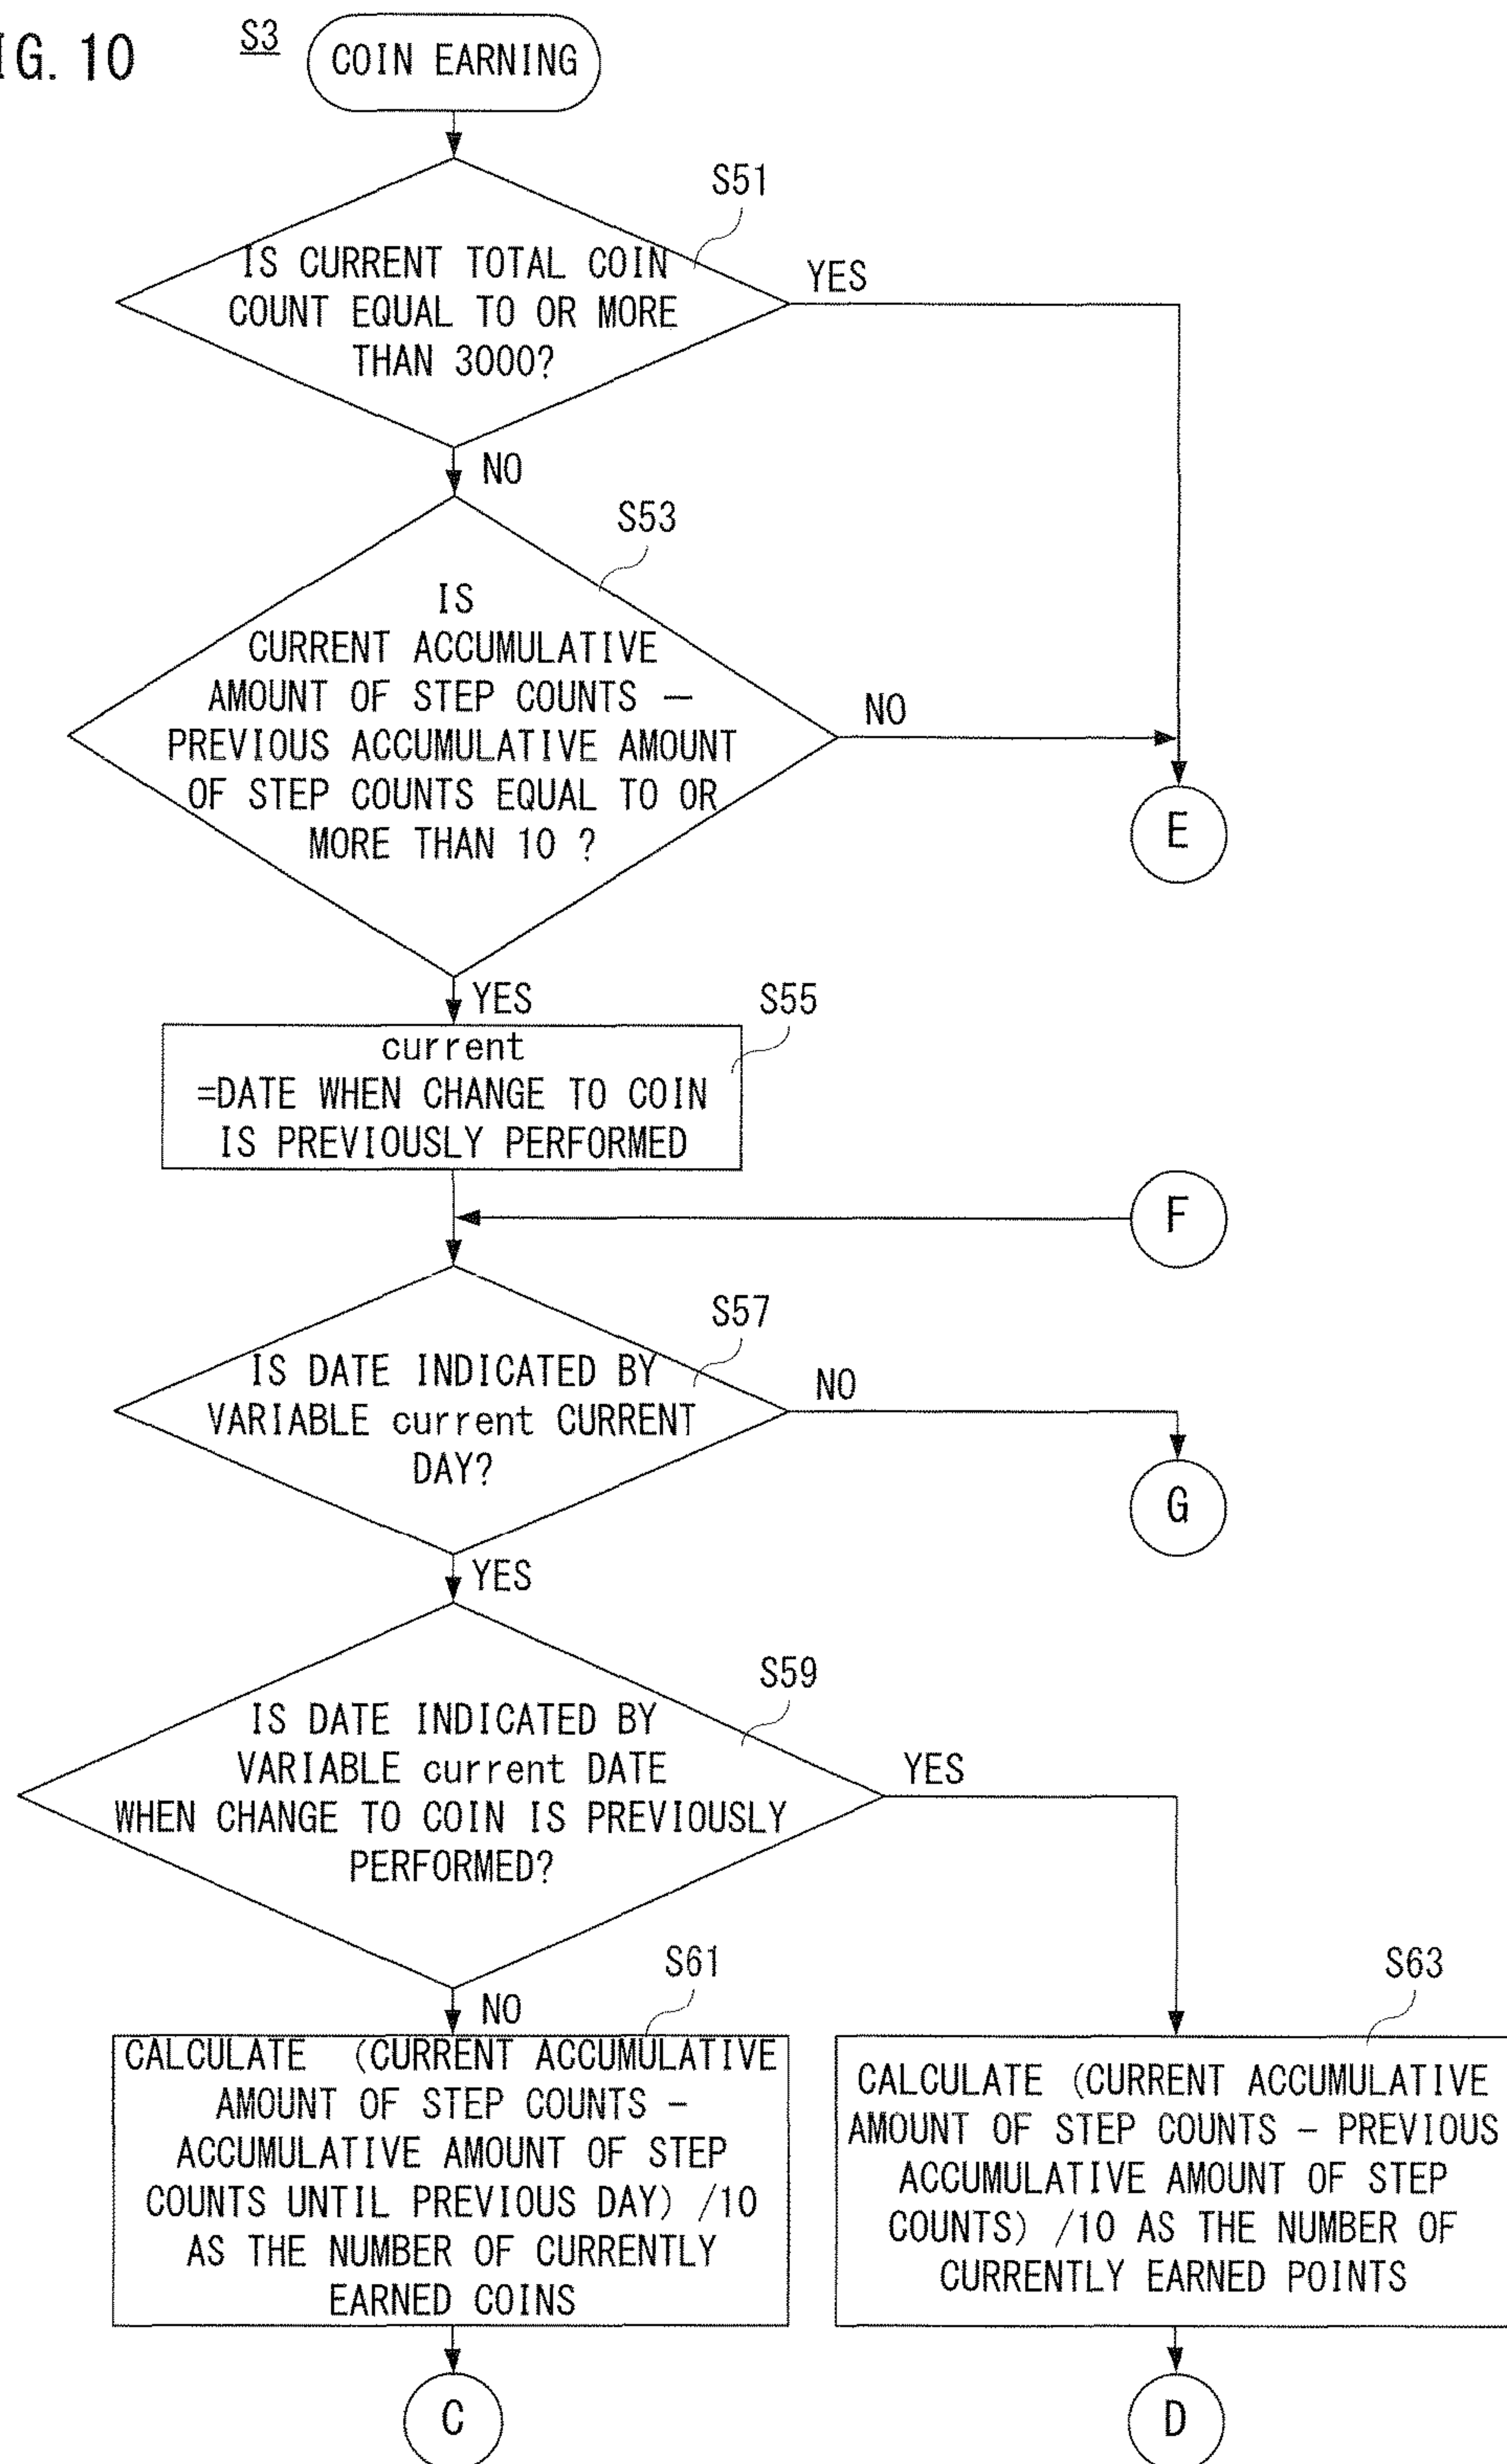 IG. 10
S3
COIN EARNING
S51
IS CURRENT TOTAL COIN
COUNT EQUAL TO OR MORE
THAN 3000?
YES
NO
S53
IS
CURRENT ACCUMULATIVE
AMOUNT OF STEP COUNTS —
PREVIOUS ACCUMULATIVE AMOUNT
OF STEP COUNTS EQUAL TO OR
MORE THAN 10 ?
NO
E
YES
S55
current
=DATE WHEN CHANGE TO COIN
IS PREVIOUSLY PERFORMED
F
S57
IS DATE INDICATED BY
VARIABLE current CURRENT
DAY?
NO
G
YES
S59
IS DATE INDICATED BY
VARIABLE current DATE
WHEN CHANGE TO COIN IS PREVIOUSLY
PERFORMED?
YES
NO
S61
CALCULATE (CURRENT ACCUMULATIVE
AMOUNT OF STEP COUNTS -
ACCUMULATIVE AMOUNT OF STEP
COUNTS UNTIL PREVIOUS DAY) /10
AS THE NUMBER OF CURRENTLY
EARNED COINS
C
S63
CALCULATE (CURRENT ACCUMULATIVE
AMOUNT OF STEP COUNTS - PREVIOUS
ACCUMULATIVE AMOUNT OF STEP
COUNTS) /10 AS THE NUMBER OF
CURRENTLY EARNED POINTS
D